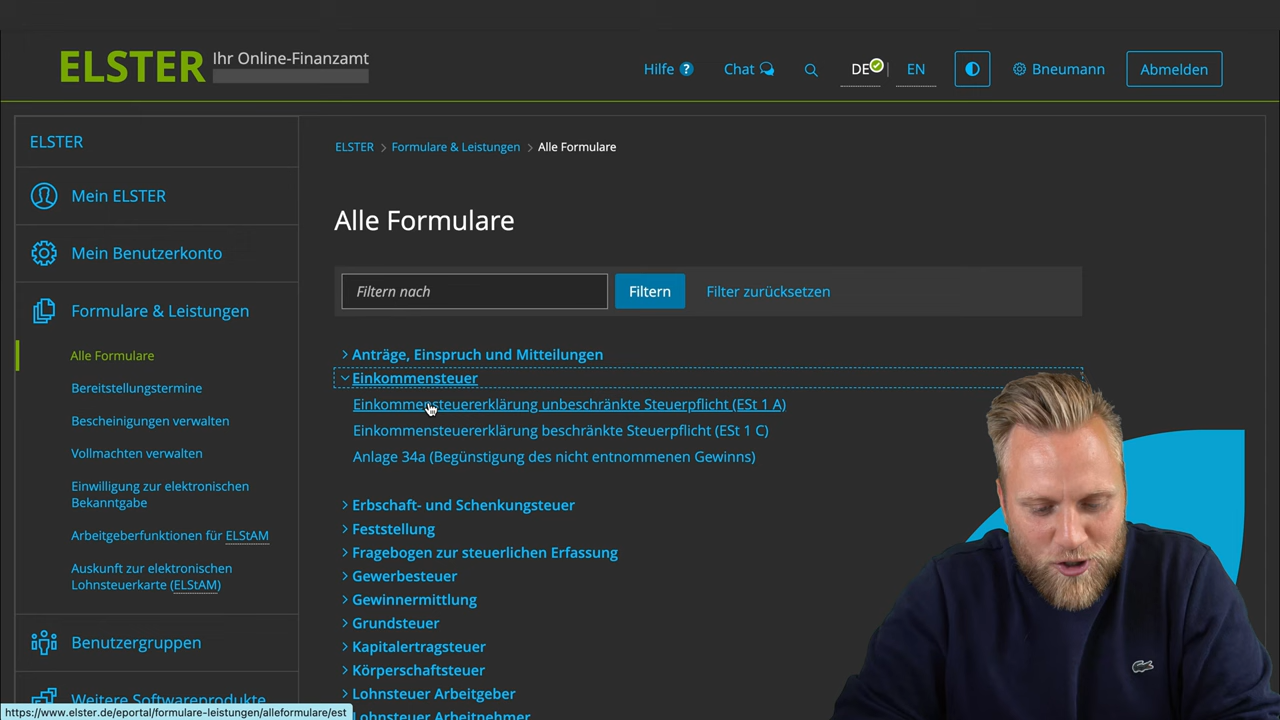 ELSTER
Ihr Online-Finanzamt
Hilfe ?
Chat
DE | EN
Bneumann
Abmelden
ELSTER
Mein ELSTER
Mein Benutzerkonto
Formulare & Leistungen
Alle Formulare
Bereitstellungstermine
Bescheinigungen verwalten
Vollmachten verwalten
Einwilligung zur elektronischen
Bekanntgabe
Arbeitgeberfunktionen für ELStAM
Auskunft zur elektronischen
Lohnsteuerkarte (ELStAM)
Benutzergruppen
Weitere Softwareprodukte
ELSTER > Formulare & Leistungen > Alle Formulare
Alle Formulare
Filtern nach
Filtern
Filter zurücksetzen
Anträge, Einspruch und Mitteilungen
Einkommensteuer
Einkommensteuererklärung unbeschränkte Steuerpflicht (ESt 1 A)
Einkommensteuererklärung beschränkte Steuerpflicht (ESt 1 C)
Anlage 34a (Begünstigung des nicht entnommenen Gewinns)
Erbschaft- und Schenkungsteuer
Feststellung
Fragebogen zur steuerlichen Erfassung
Gewerbesteuer
Gewinnermittlung
Grundsteuer
Kapitalertragsteuer
Körperschaftsteuer
Lohnsteuer Arbeitgeber
Lohnsteuer Arbeitnehmer
https://www.elster.de/eportal/formulare-leistungen/alleformulare/est